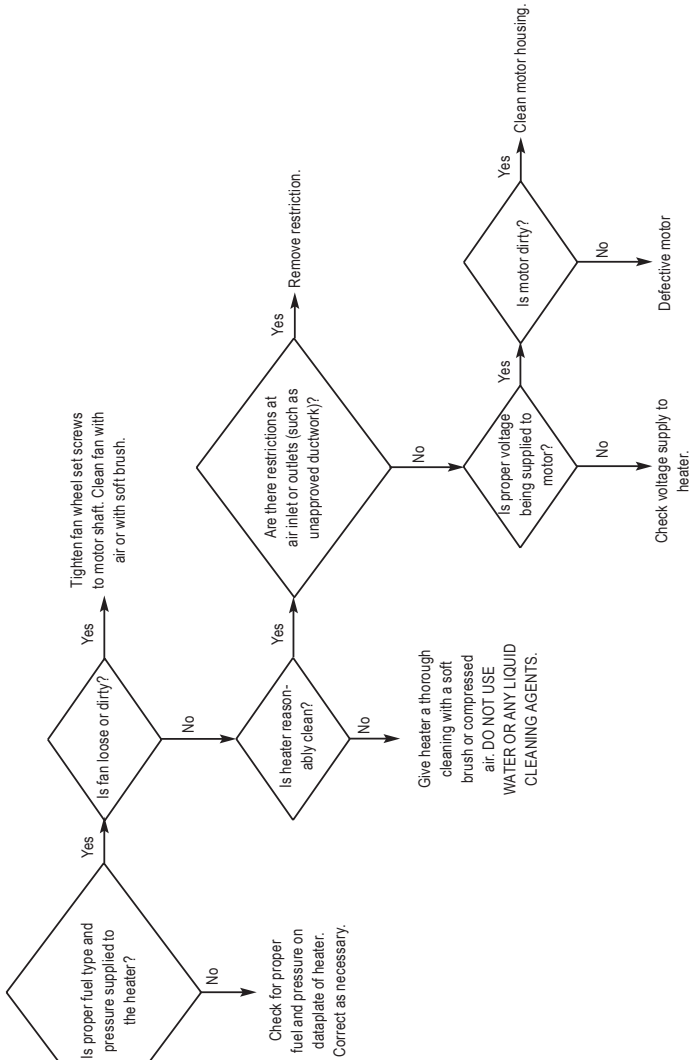 Is proper fuel type and
pressure supplied to
the heater?
Yes
No
Check for proper
fuel and pressure on
dataplate of heater.
Correct as necessary.
Is fan loose or dirty?
Yes
Tighten fan wheel set screws
to motor shaft. Clean fan with
air or with soft brush.
No
Is heater reason-
ably clean?
Yes
No
Give heater a thorough
cleaning with a soft
brush or compressed
air. DO NOT USE
WATER OR ANY LIQUID
CLEANING AGENTS.
Are there restrictions at
air inlet or outlets (such as
unapproved ductwork)?
Yes
Remove restriction.
No
Is proper voltage
being supplied to
motor?
Yes
No
Check voltage supply to
heater.
Is motor dirty?
Yes
Clean motor housing.
No
Defective motor